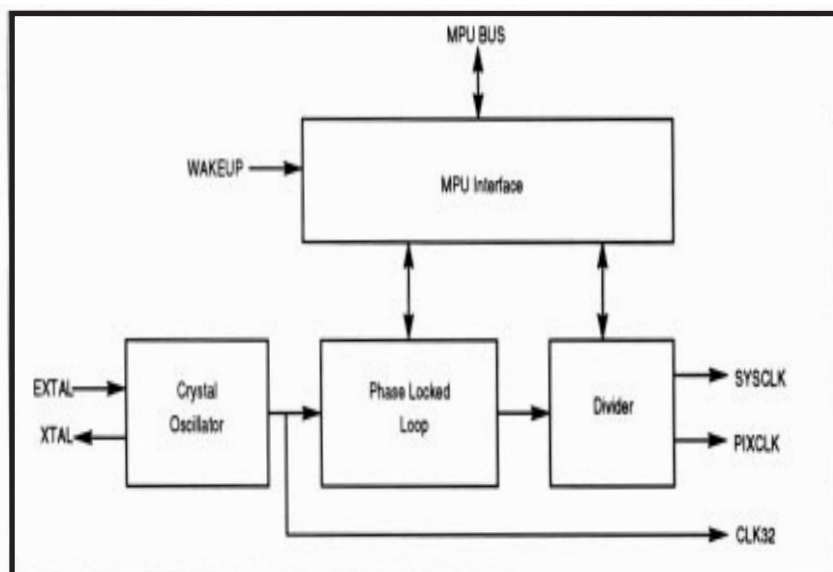 MPU BUS
WAKEUP
MPU Interface
EXTAL
XTAL
Crystal
Oscillator
Phase Locked
Loop
Divider
SYSCLK
PIXCLK
CLK32